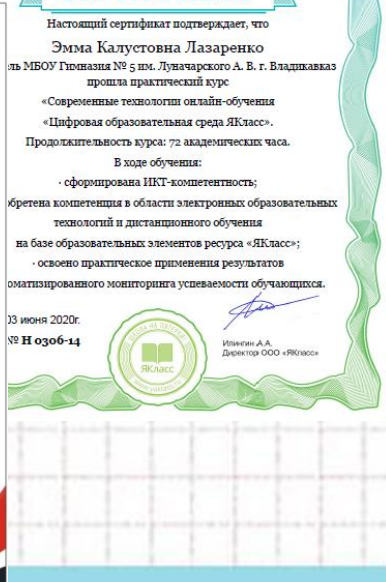 Настоящий сертификат подтверждает, что
Эмма Калустовна Лазаренко
ль МБОУ Гимназия № 5 им. Луначарского А. В. г. Владикавказ
прошла практический курс
«Современные технологии онлайн-обучения
«Цифровая образовательная среда ЯКласс».
Продолжительность курса: 72 академических часа.
В ходе обучения:
· сформирована ИКТ-компетентность;
обретена компетенция в области электронных образовательных
технологий и дистанционного обучения
на базе образовательных элементов ресурса «ЯКласс»;
· освоено практическое применения результатов
оматизированного мониторинга успеваемости обучающихся.
03 июня 2020г.
№ Н 0306-14
ЯКласс
Илингин А.А.
Директор ООО «ЯКласс»